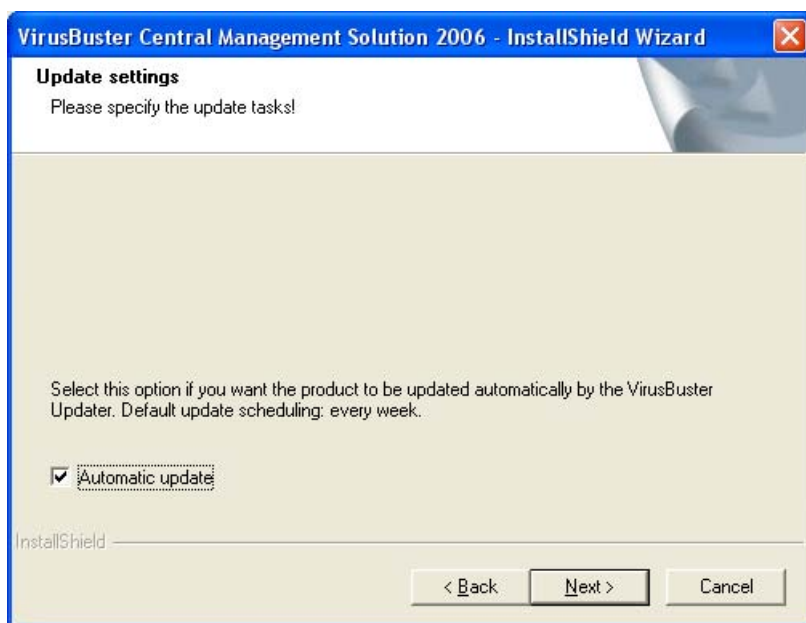 VirusBuster Central Management Solution 2006 - InstallShield Wizard
Update settings
Please specify the update tasks!
Select this option if you want the product to be updated automatically by the VirusBuster
Updater. Default update scheduling: every week.
Automatic update
InstallShield
< Back
Next >
Cancel